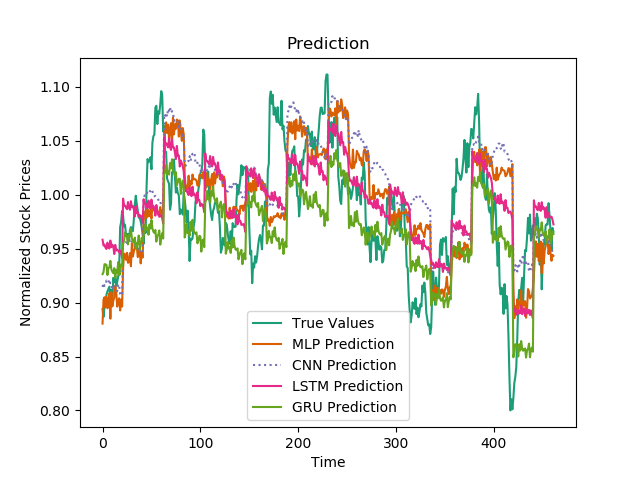 Prediction
Normalized Stock Prices
1.10
1.05
1.00
0.95
0.90
0.85
0.80
True Values
MLP Prediction
CNN Prediction
LSTM Prediction
GRU Prediction
0 100 200 300 400
Time